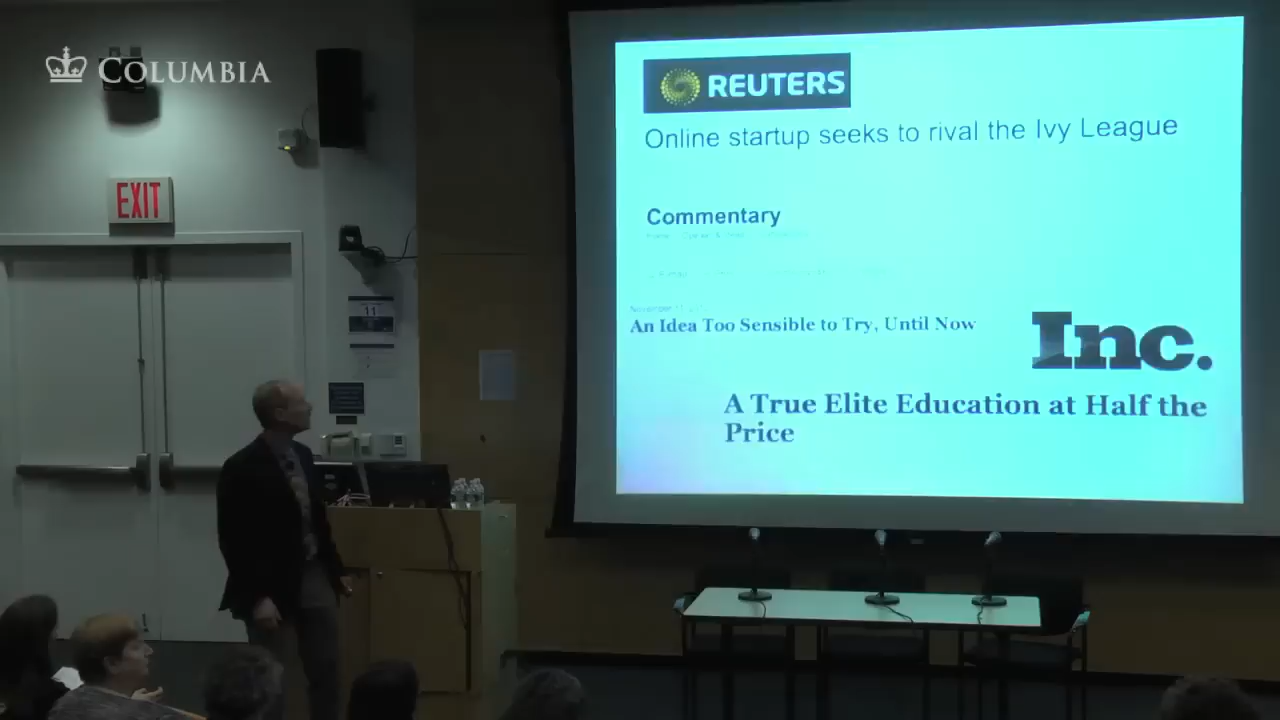 COLUMBIA
EXIT
11
REUTERS
Online startup seeks to rival the Ivy League
Commentary
An Idea Too Sensible to Try, Until Now
Inc.
A True Elite Education at Half the
Price